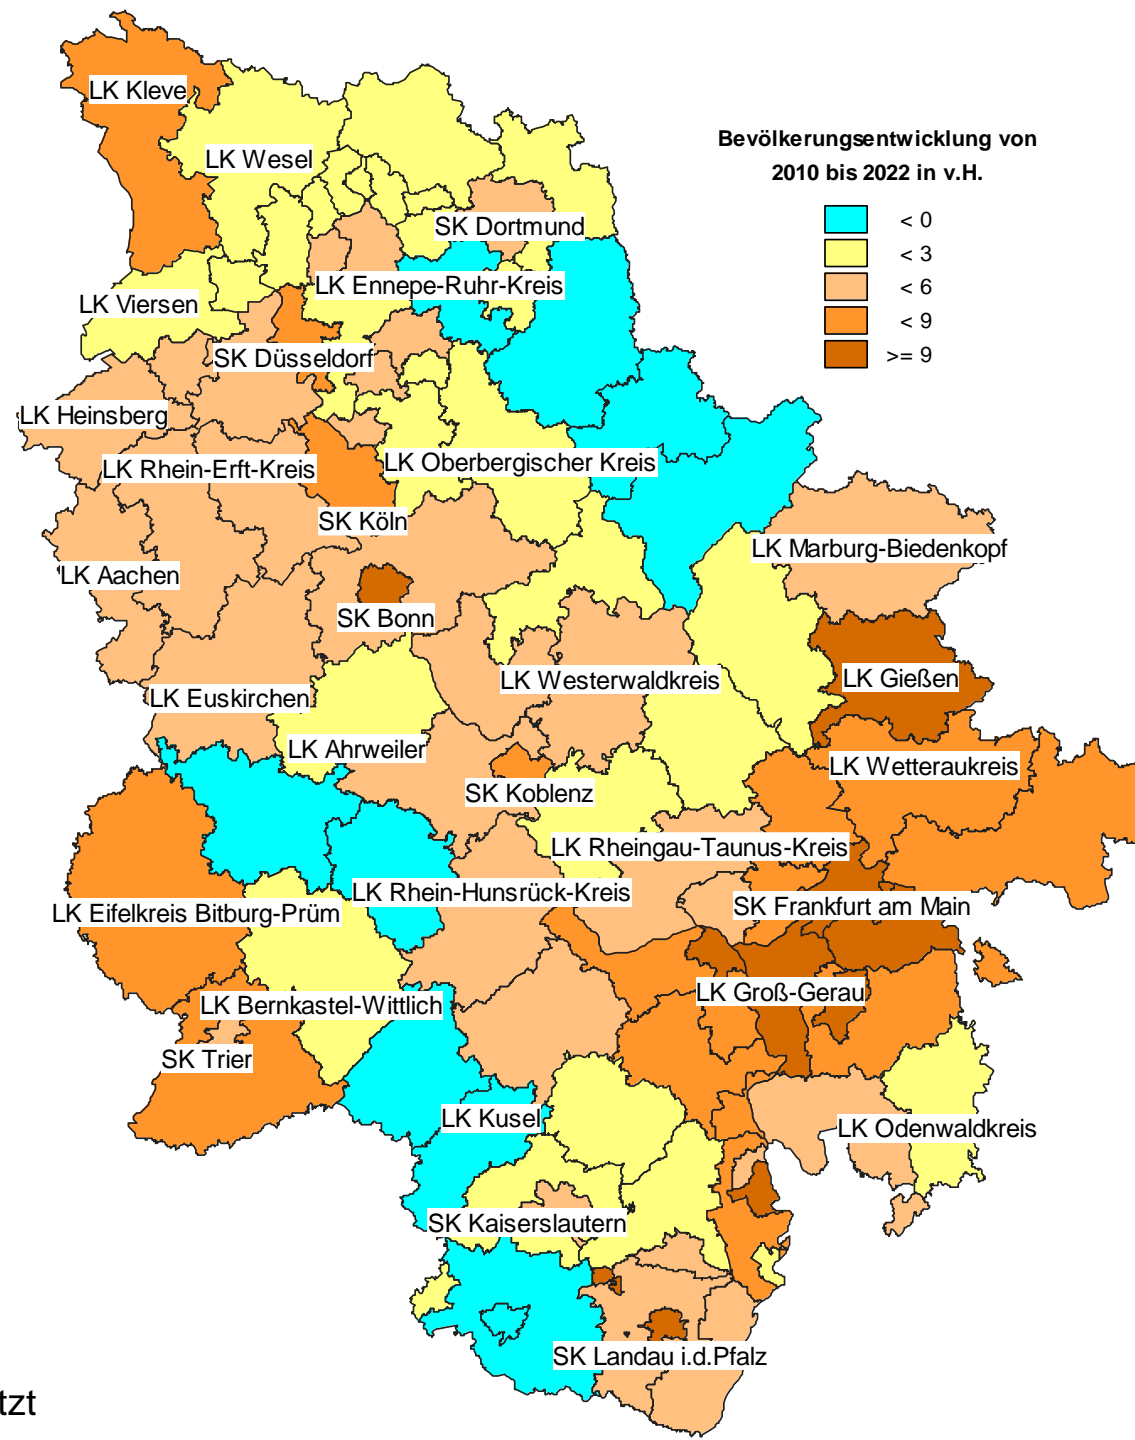 LK Kleve
LK Wesel
Bevölkerungsentwicklung von
2010 bis 2022 in v.H.
< 0
< 3
< 6
< 9
>= 9
SK Dortmund
LK Ennepe-Ruhr-Kreis
LK Viersen
SK Düsseldorf
LK Heinsberg
LK Rhein-Erft-Kreis
LK Oberbergischer Kreis
SK Köln
LK Marburg-Biedenkopf
LK Aachen
SK Bonn
LK Gießen
LK Westerwaldkreis
LK Euskirchen
LK Ahrweiler
LK Wetteraukreis
SK Koblenz
LK Rheingau-Taunus-Kreis
LK Rhein-Hunsrück-Kreis
SK Frankfurt am Main
LK Eifelkreis Bitburg-Prüm
LK Groß-Gerau
LK Bernkastel-Wittlich
SK Trier
LK Kusel
LK Odenwaldkreis
SK Kaiserslautern
SK Landau i.d.Pfalz
tzt